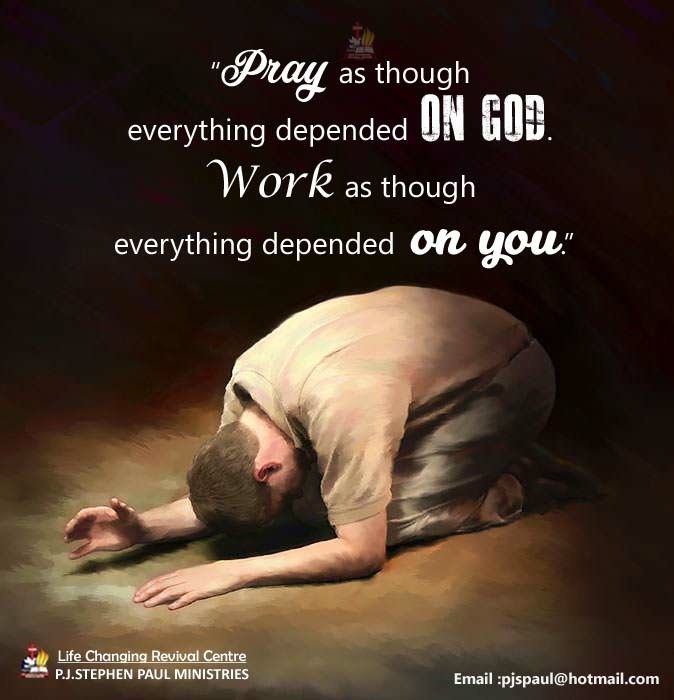 “Pray as though
everything depended ON GOD.
Work as though
everything depended on you.”
Life Changing Revival Centre
P.J.STEPHEN PAUL MINISTRIES
Email :pjspaul@hotmail.com